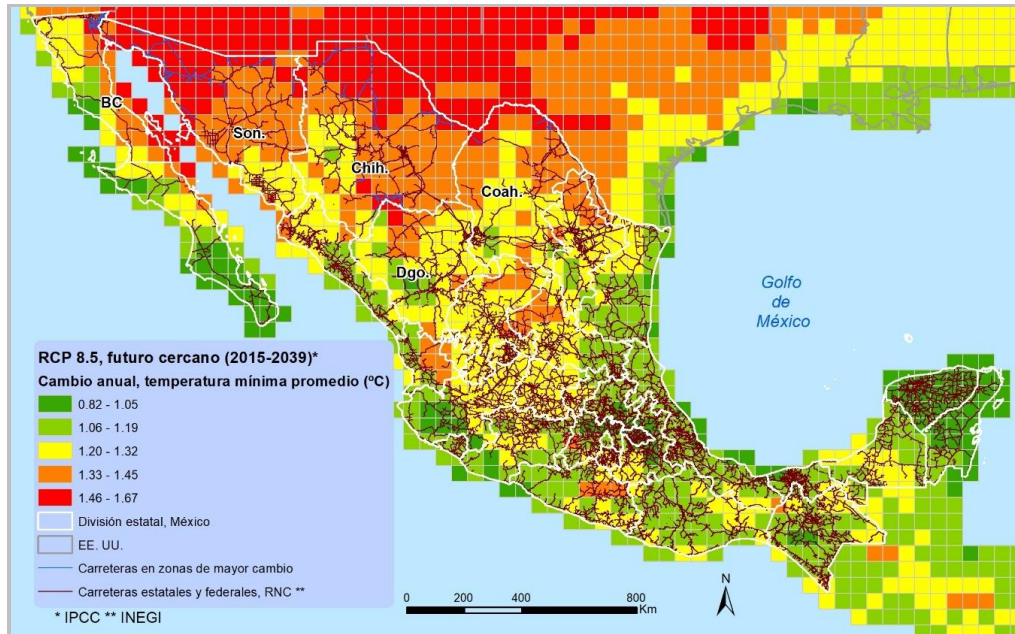 BC
Son.
Chih.
Coah.
Dgo.
Golfo
de
México
RCP 8.5, futuro cercano (2015-2039)*
Cambio anual, temperatura mínima promedio (ºC)
0.82 - 1.05
1.06 - 1.19
1.20 - 1.32
1.33 - 1.45
1.46 - 1.67
División estatal, México
EE. UU.
Carreteras en zonas de mayor cambio
Carreteras estatales y federales, RNC **
* IPCC ** INEGI
0 200 400 800
Km
N